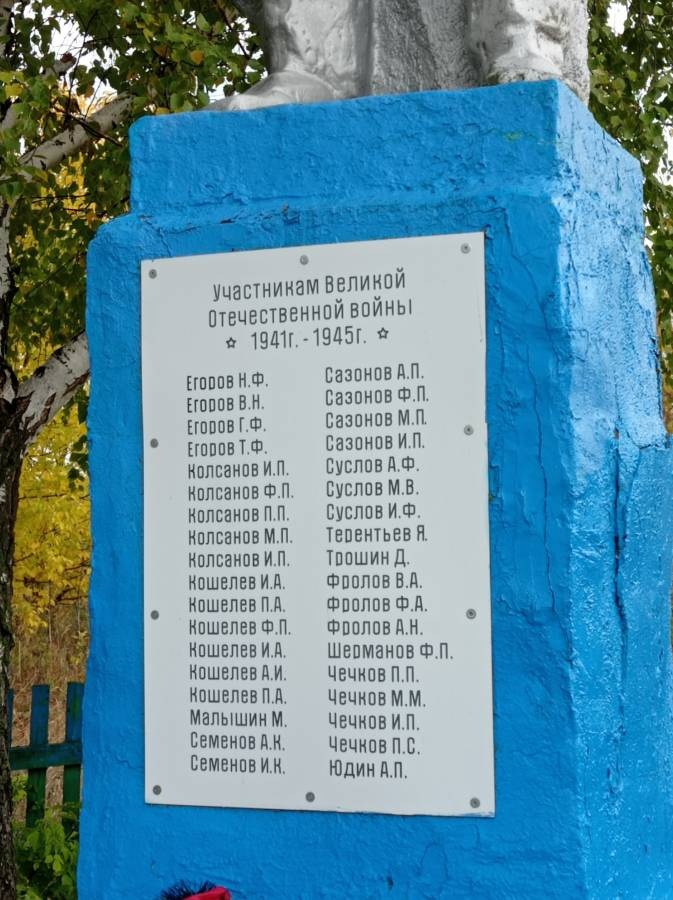 Участникам Великой
Отечественной войны
☆ 1941г. - 1945г. ☆
Егоров Н.Ф.
Егоров В.Н.
Егоров Г.Ф.
Егоров Т.Ф.
Колсанов И.П.
Колсанов Ф.П.
Колсанов П.П.
Колсанов М.П.
Колсанов И.П.
Кошелев И.А.
Кошелев П.А.
Кошелев Ф.П.
Кошелев И.А.
Кошелев А.И.
Кошелев П.А.
Малышин М.
Семенов А.К.
Семенов И.К.
Сазонов А.П.
Сазонов Ф.П.
Сазонов М.П.
Сазонов И.П.
Суслов А.Ф.
Суслов М.В.
Суслов И.Ф.
Терентьев Я.
Трошин Д.
Фролов В.А.
Фролов Ф.А.
Фролов А.Н.
Шерманов Ф.П.
Чечков П.П.
Чечков М.М.
Чечков И.П.
Чечков П.С.
Юдин А.П.